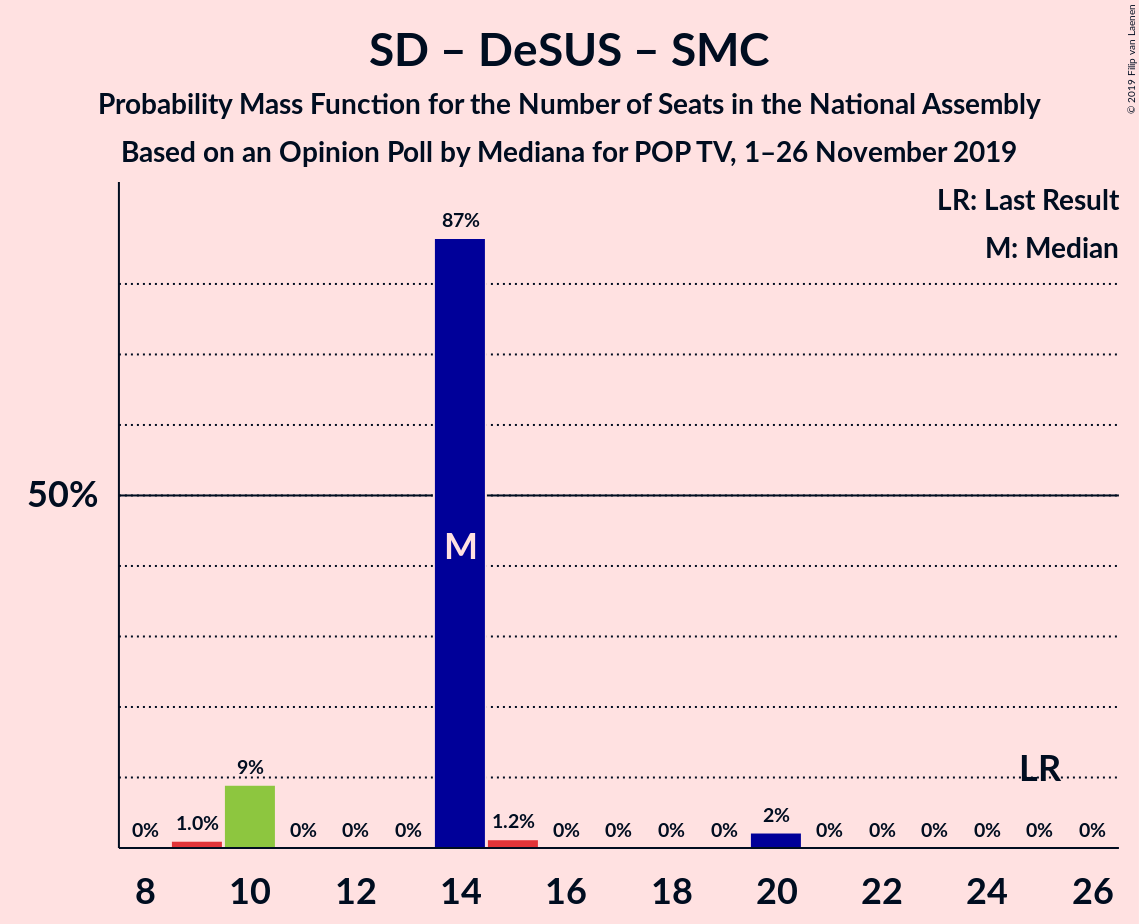 SD – DeSUS – SMC
Probability Mass Function for the Number of Seats in the National Assembly
Based on an Opinion Poll by Mediana for POP TV, 1–26 November 2019
© 2019 Filip van Laenen
LR: Last Result
M: Median
87%
50%
M
LR
9%
0% 1.0% 0% 0% 0% 1.2% 0% 0% 0% 0% 2% 0% 0% 0% 0% 0% 0%
8 10 12 14 16 18 20 22 24 26